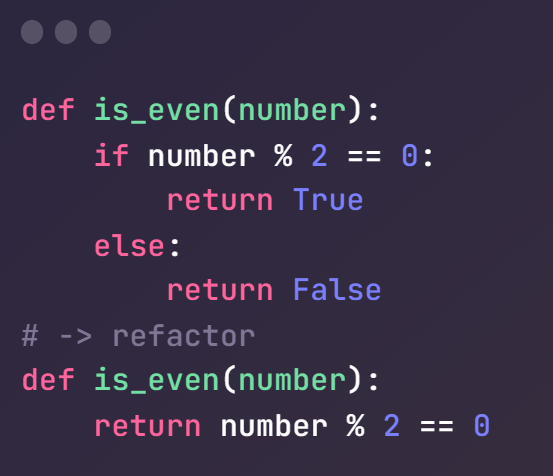 def is_even(number):
    if number % 2 == 0:
        return True
    else:
        return False
# -> refactor
def is_even(number):
    return number % 2 == 0